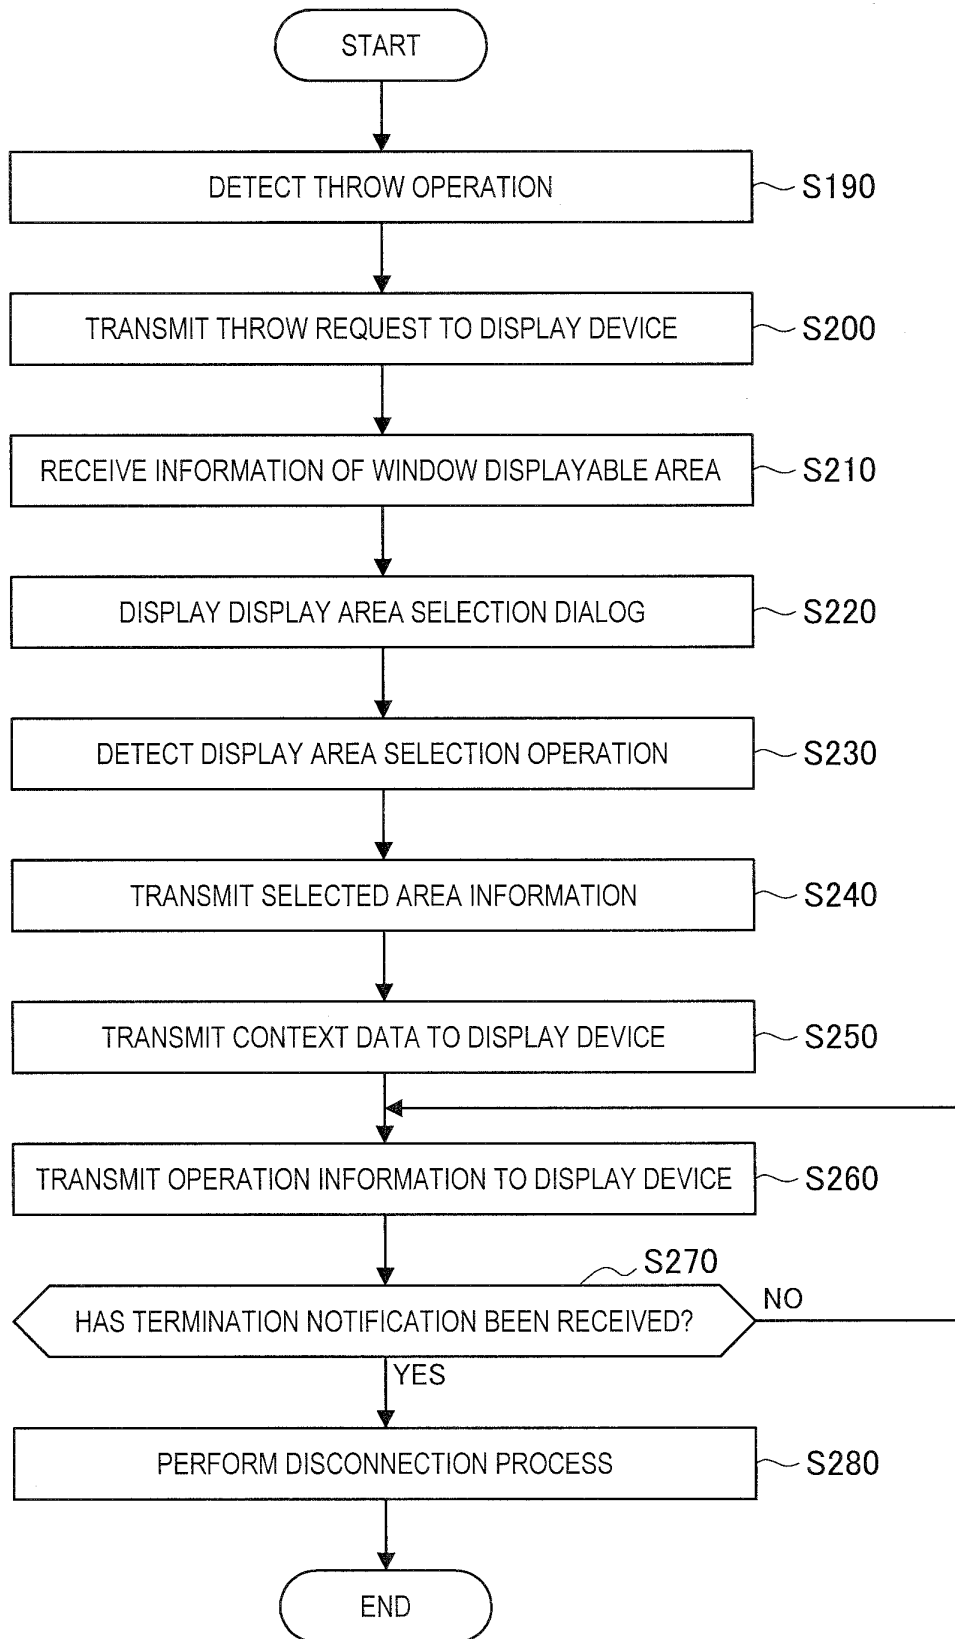 START
DETECT THROW OPERATION
S190
TRANSMIT THROW REQUEST TO DISPLAY DEVICE
S200
RECEIVE INFORMATION OF WINDOW DISPLAYABLE AREA
S210
DISPLAY DISPLAY AREA SELECTION DIALOG
S220
DETECT DISPLAY AREA SELECTION OPERATION
S230
TRANSMIT SELECTED AREA INFORMATION
S240
TRANSMIT CONTEXT DATA TO DISPLAY DEVICE
S250
TRANSMIT OPERATION INFORMATION TO DISPLAY DEVICE
S260
S270
HAS TERMINATION NOTIFICATION BEEN RECEIVED?
NO
YES
PERFORM DISCONNECTION PROCESS
S280
END